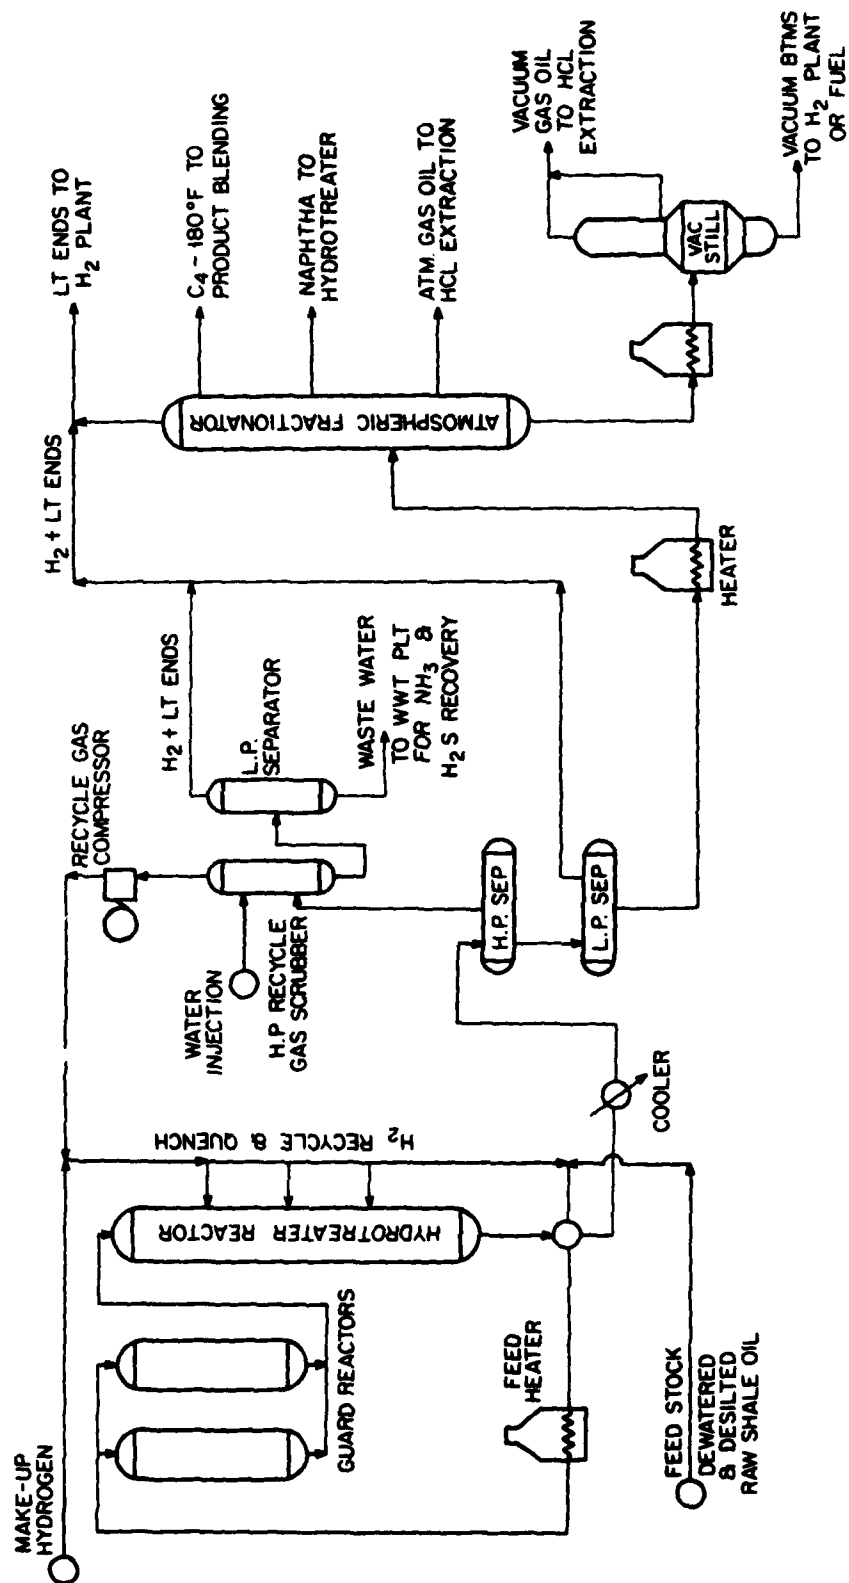 MAKE-UP
HYDROGEN
GUARD REACTORS
HYDROTREATER REACTOR
H2 RECYCLE & QUENCH
FEED
HEATER
FEED STOCK
DEWATERED
& DESILTED
RAW SHALE OIL
COOLER
RECYCLE GAS
COMPRESSOR
WATER
INJECTION
H.P RECYCLE
GAS SCRUBBER
L.P.
SEPARATOR
H2+LT ENDS
WASTE WATER
TO WWT PLT
FOR NH3 &
H2S RECOVERY
H.P. SEP
L.P. SEP
H2+LT ENDS
HEATER
ATMOSPHERIC FRACTIONATOR
LT ENDS TO
H2 PLANT
C4-180°F TO
PRODUCT BLENDING
NAPHTHA TO
HYDROTREATER
ATM. GAS OIL TO
HCL EXTRACTION
VAC
STILL
VACUUM
GAS OIL
TO HCL
EXTRACTION
VACUUM BTMS
TO H2 PLANT
OR FUEL